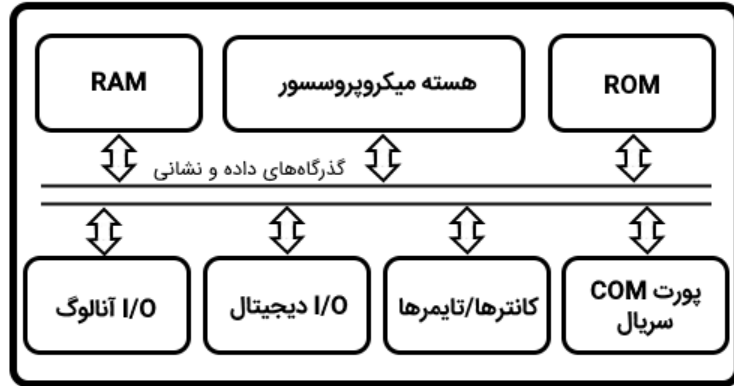 RAM
هسته میکروپروسسور
ROM
گذرگاه‌های داده و نشانی
I/O آنالوگ
I/O دیجیتال
کانترها/تایمرها
پورت COM
سریال